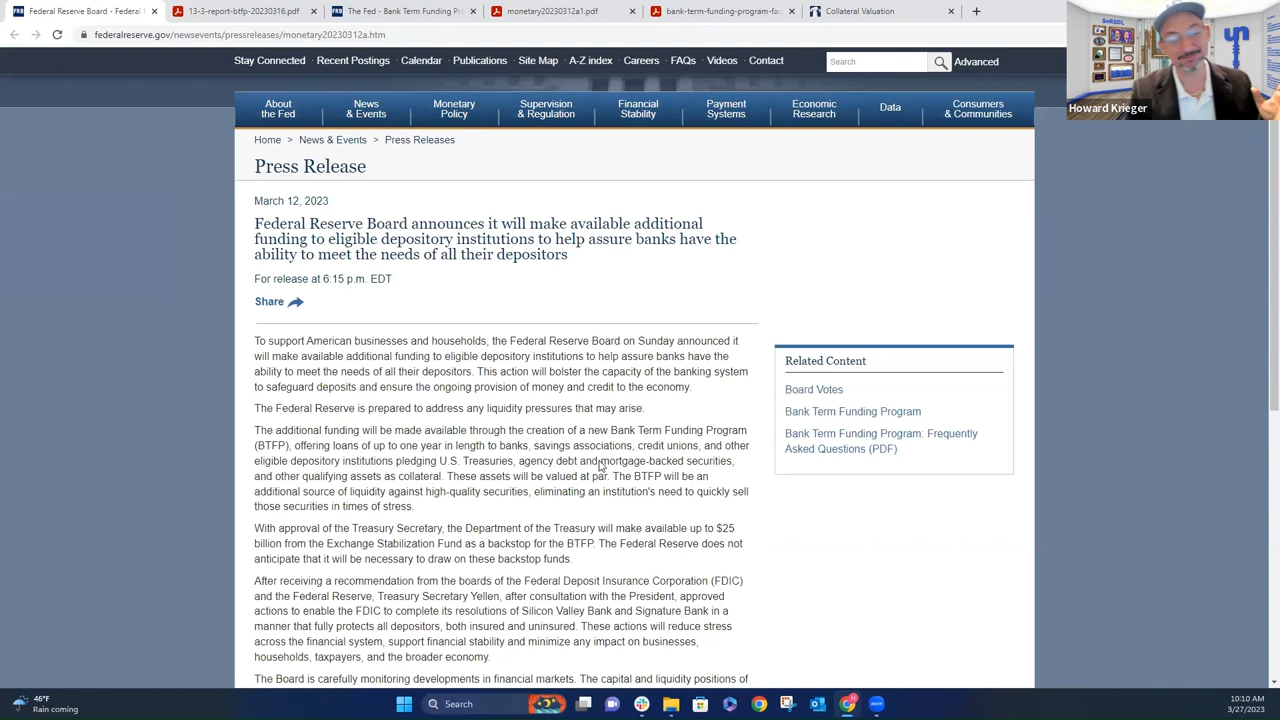 Federal Reserve Board - Federal
13-3-report-btfp-20230316.pdf
The Fed - Bank Term Funding Pro
monetary20230312a1.pdf
bank-term-funding-program-faq
Collateral Valuation
federalreserve.gov/newsevents/pressreleases/monetary20230312a.htm
Stay Connected Recent Postings Calendar Publications Site Map A-Z index Careers FAQs Videos Contact
Search
Advanced
About the Fed
News & Events
Monetary Policy
Supervision & Regulation
Financial Stability
Payment Systems
Economic Research
Data
Consumers & Communities
SeRSOL
un
Howard Krieger
Home > News & Events > Press Releases
Press Release
March 12, 2023
Federal Reserve Board announces it will make available additional
funding to eligible depository institutions to help assure banks have the
ability to meet the needs of all their depositors
For release at 6:15 p.m. EDT
Share
To support American businesses and households, the Federal Reserve Board on Sunday announced it
will make available additional funding to eligible depository institutions to help assure banks have the
ability to meet the needs of all their depositors. This action will bolster the capacity of the banking system
to safeguard deposits and ensure the ongoing provision of money and credit to the economy.
The Federal Reserve is prepared to address any liquidity pressures that may arise.
The additional funding will be made available through the creation of a new Bank Term Funding Program
(BTFP), offering loans of up to one year in length to banks, savings associations, credit unions, and other
eligible depository institutions pledging U.S. Treasuries, agency debt and mortgage-backed securities,
and other qualifying assets as collateral. These assets will be valued at par. The BTFP will be an
additional source of liquidity against high-quality securities, eliminating an institution's need to quickly sell
those securities in times of stress.
With approval of the Treasury Secretary, the Department of the Treasury will make available up to $25
billion from the Exchange Stabilization Fund as a backstop for the BTFP. The Federal Reserve does not
anticipate that it will be necessary to draw on these backstop funds.
After receiving a recommendation from the boards of the Federal Deposit Insurance Corporation (FDIC)
and the Federal Reserve, Treasury Secretary Yellen, after consultation with the President, approved
actions to enable the FDIC to complete its resolutions of Silicon Valley Bank and Signature Bank in a
manner that fully protects all depositors, both insured and uninsured. These actions will reduce stress
across the financial system, support financial stability and minimize any impact on businesses,
households, taxpayers, and the broader economy.
The Board is carefully monitoring developments in financial markets. The capital and liquidity positions of
Related Content
Board Votes
Bank Term Funding Program
Bank Term Funding Program: Frequently
Asked Questions (PDF)
46°F
Rain coming
Search
10:10 AM
3/27/2023